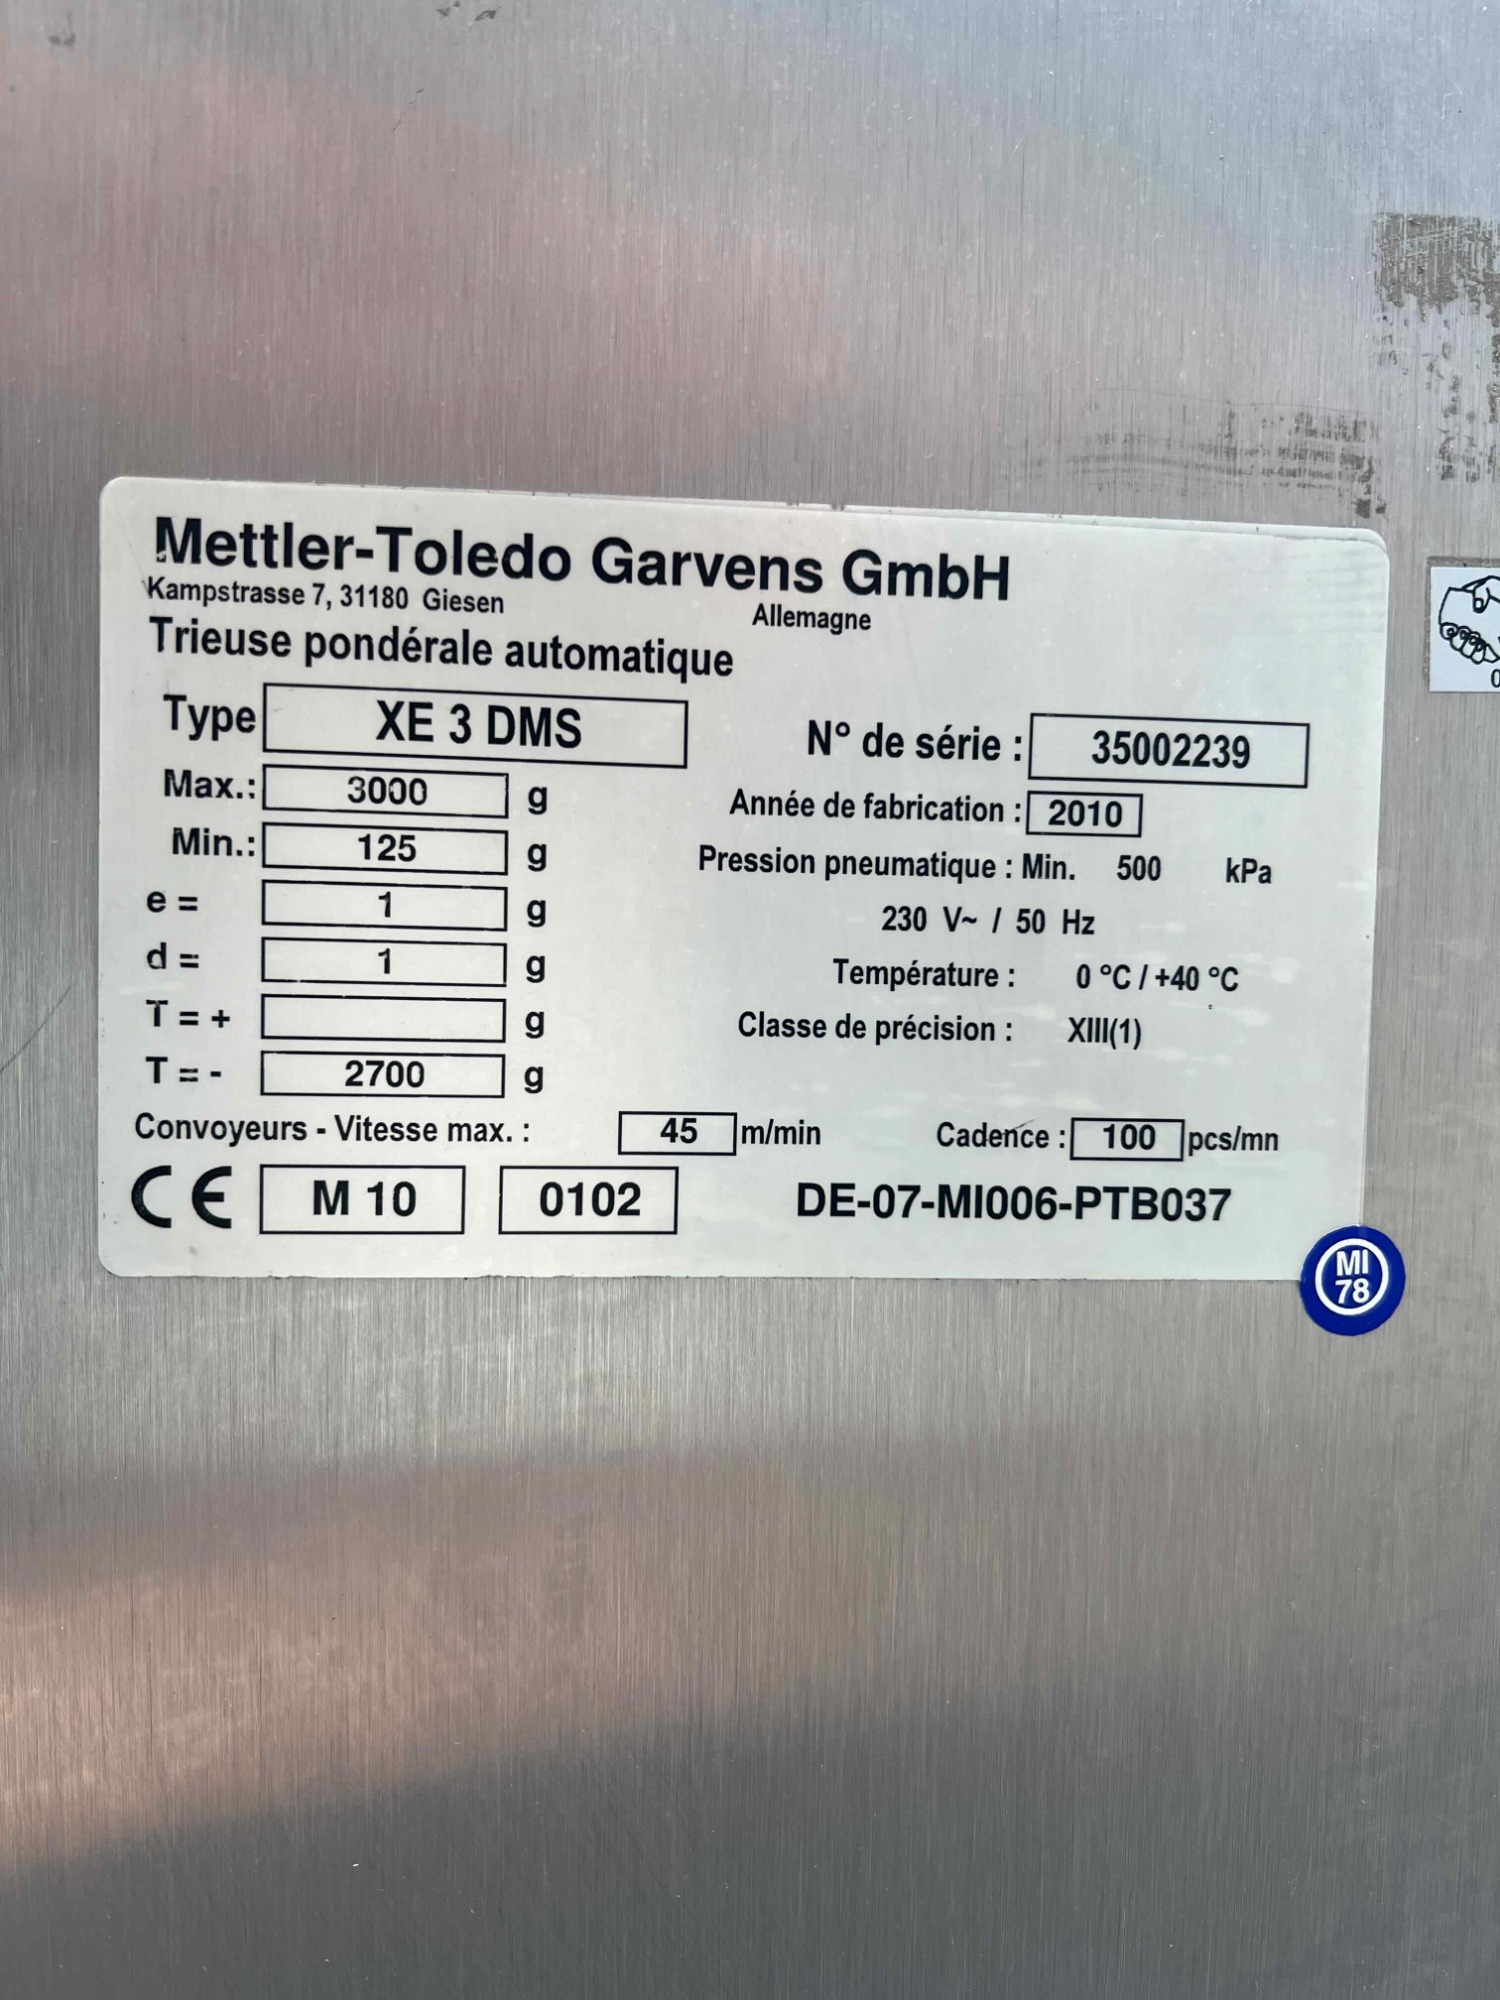 Mettler-Toledo Garvens GmbH
Kampstrasse 7, 31180 Giesen Allemagne
Trieuse pondérale automatique
Type XE 3 DMS
N° de série : 35002239
Max.: 3000 g
Année de fabrication : 2010
Min.: 125 g
Pression pneumatique : Min. 500 kPa
e = 1 g
230 V~ / 50 Hz
d = 1 g
Température : 0 °C / +40 °C
T = + g
Classe de précision : XIII(1)
T = - 2700 g
Convoyeurs - Vitesse max. : 45 m/min Cadence : 100 pcs/mn
CE M 10 0102 DE-07-MI006-PTB037
MI
78